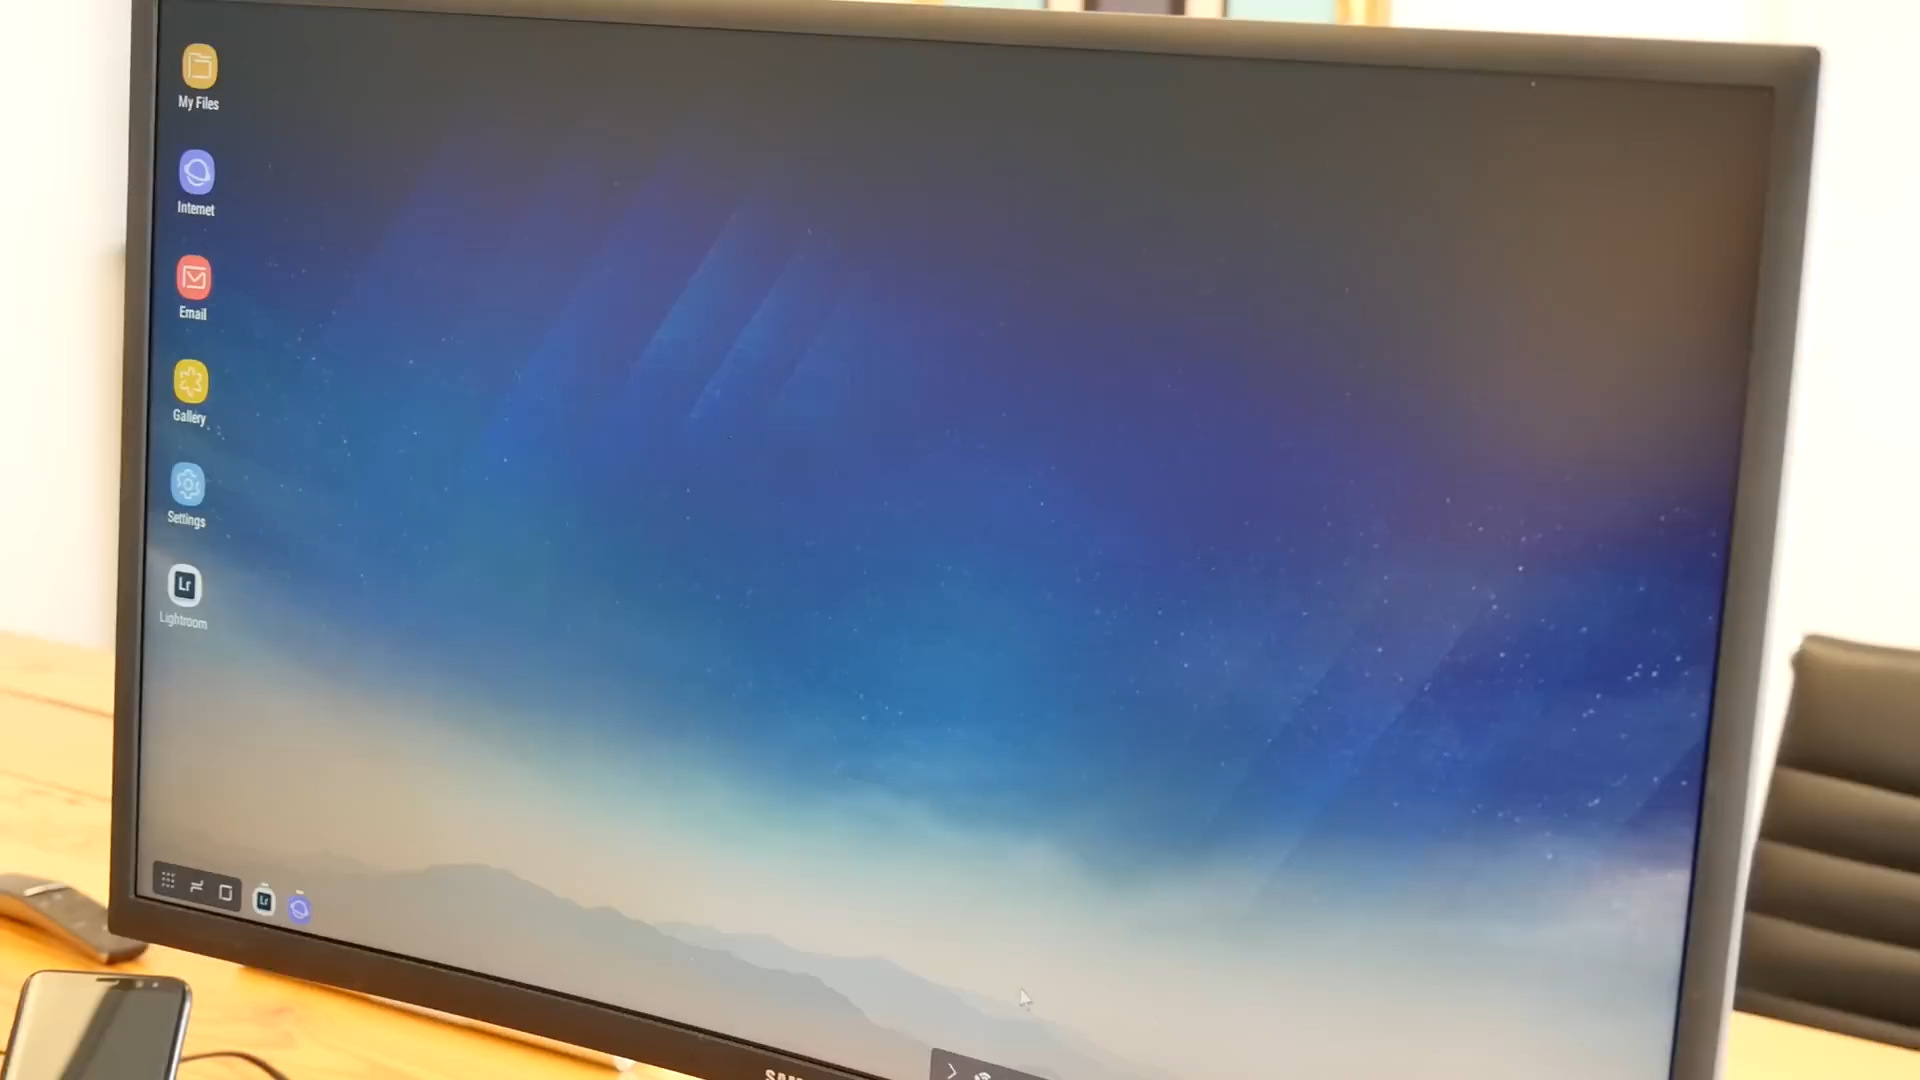 My Files
Internet
Email
Gallery
Settings
Lr
Lightroom
Lr